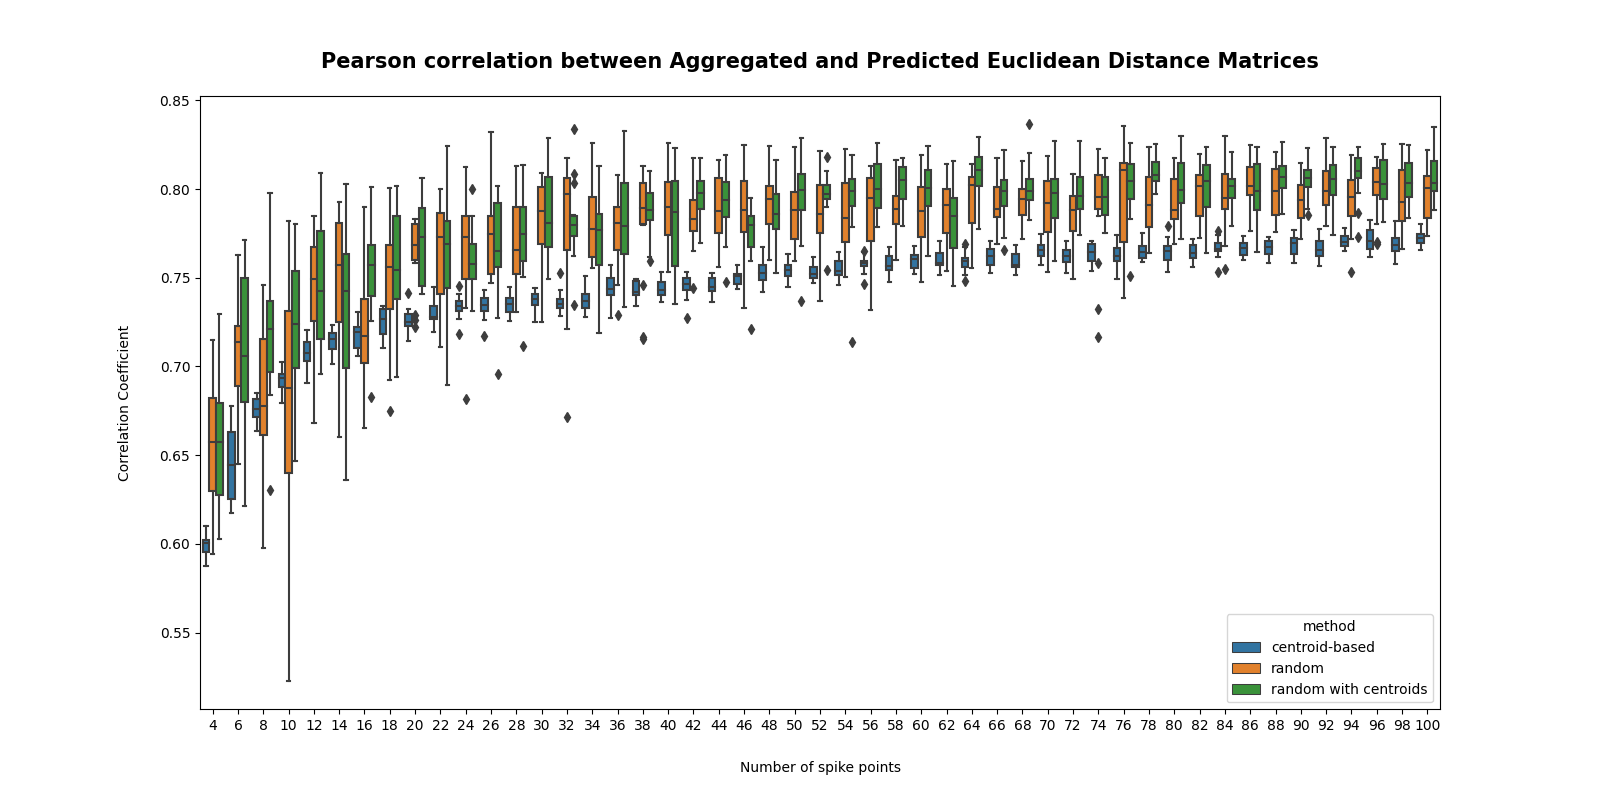 Pearson correlation between Aggregated and Predicted Euclidean Distance Matrices
0.85
0.80
0.75
0.70
0.65
0.60
0.55
Correlation Coefficient
method
centroid-based
random
random with centroids
4 6 8 10 12 14 16 18 20 22 24 26 28 30 32 34 36 38 40 42 44 46 48 50 52 54 56 58 60 62 64 66 68 70 72 74 76 78 80 82 84 86 88 90 92 94 96 98 100
Number of spike points